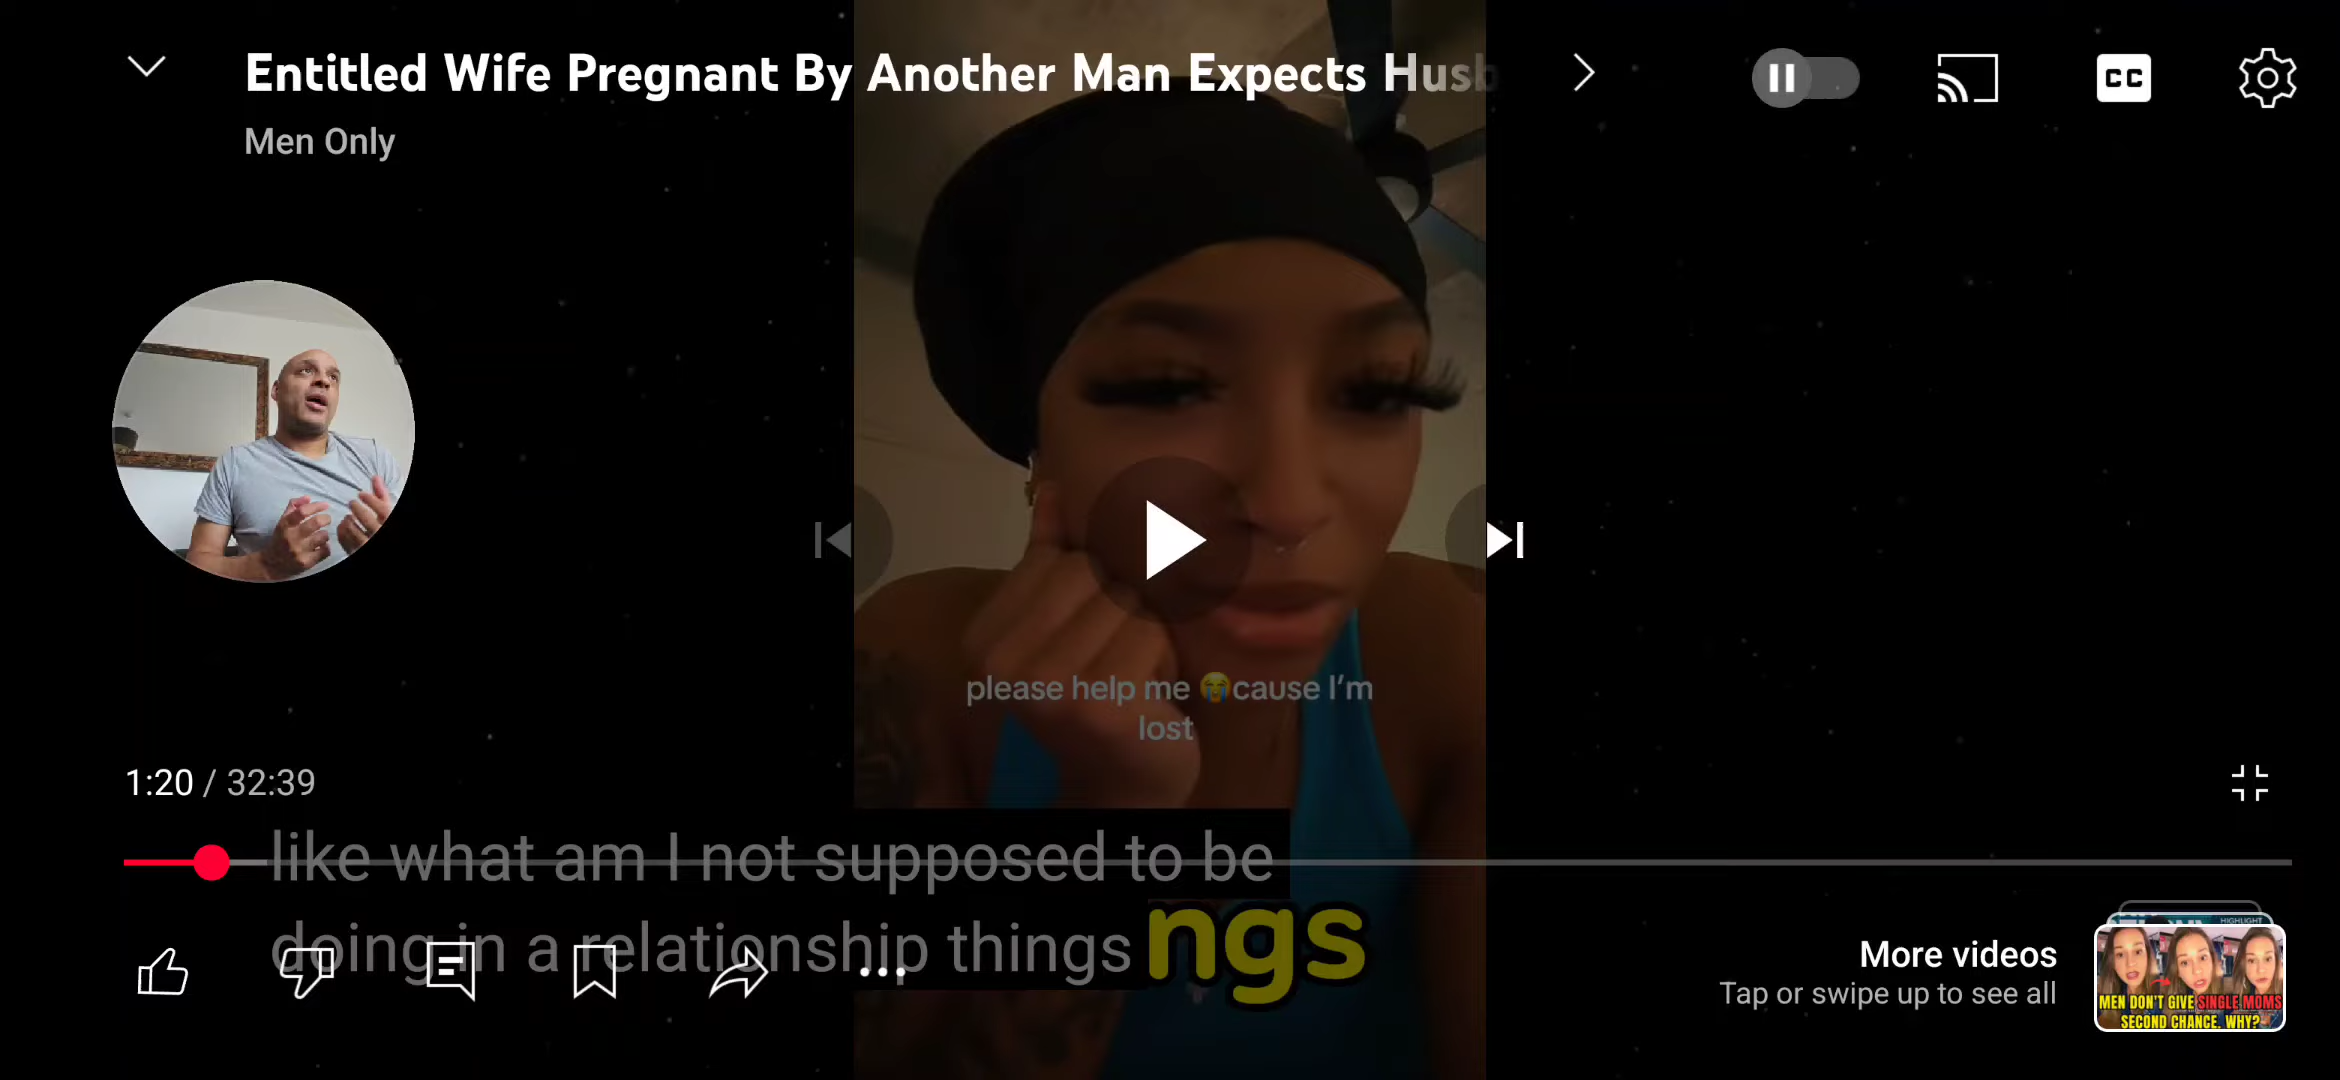 Entitled Wife Pregnant By Another Man Expects Husb
CC
Men Only
please help me 😭cause I'm
lost
1:20 / 32:39
like what am I not supposed to be
doing in a relationship things
ngs
More videos
Tap or swipe up to see all
HIGHLIGHT
MEN DON'T GIVE SINGLE MOMS
SECOND CHANCE. WHY?